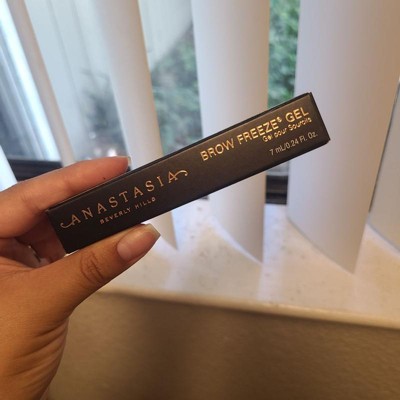 ANASTASIA
BEVERLY HILLS
BROW FREEZE® GEL
Gel pour Sourcils
7 mL/0.24 Fl. Oz.